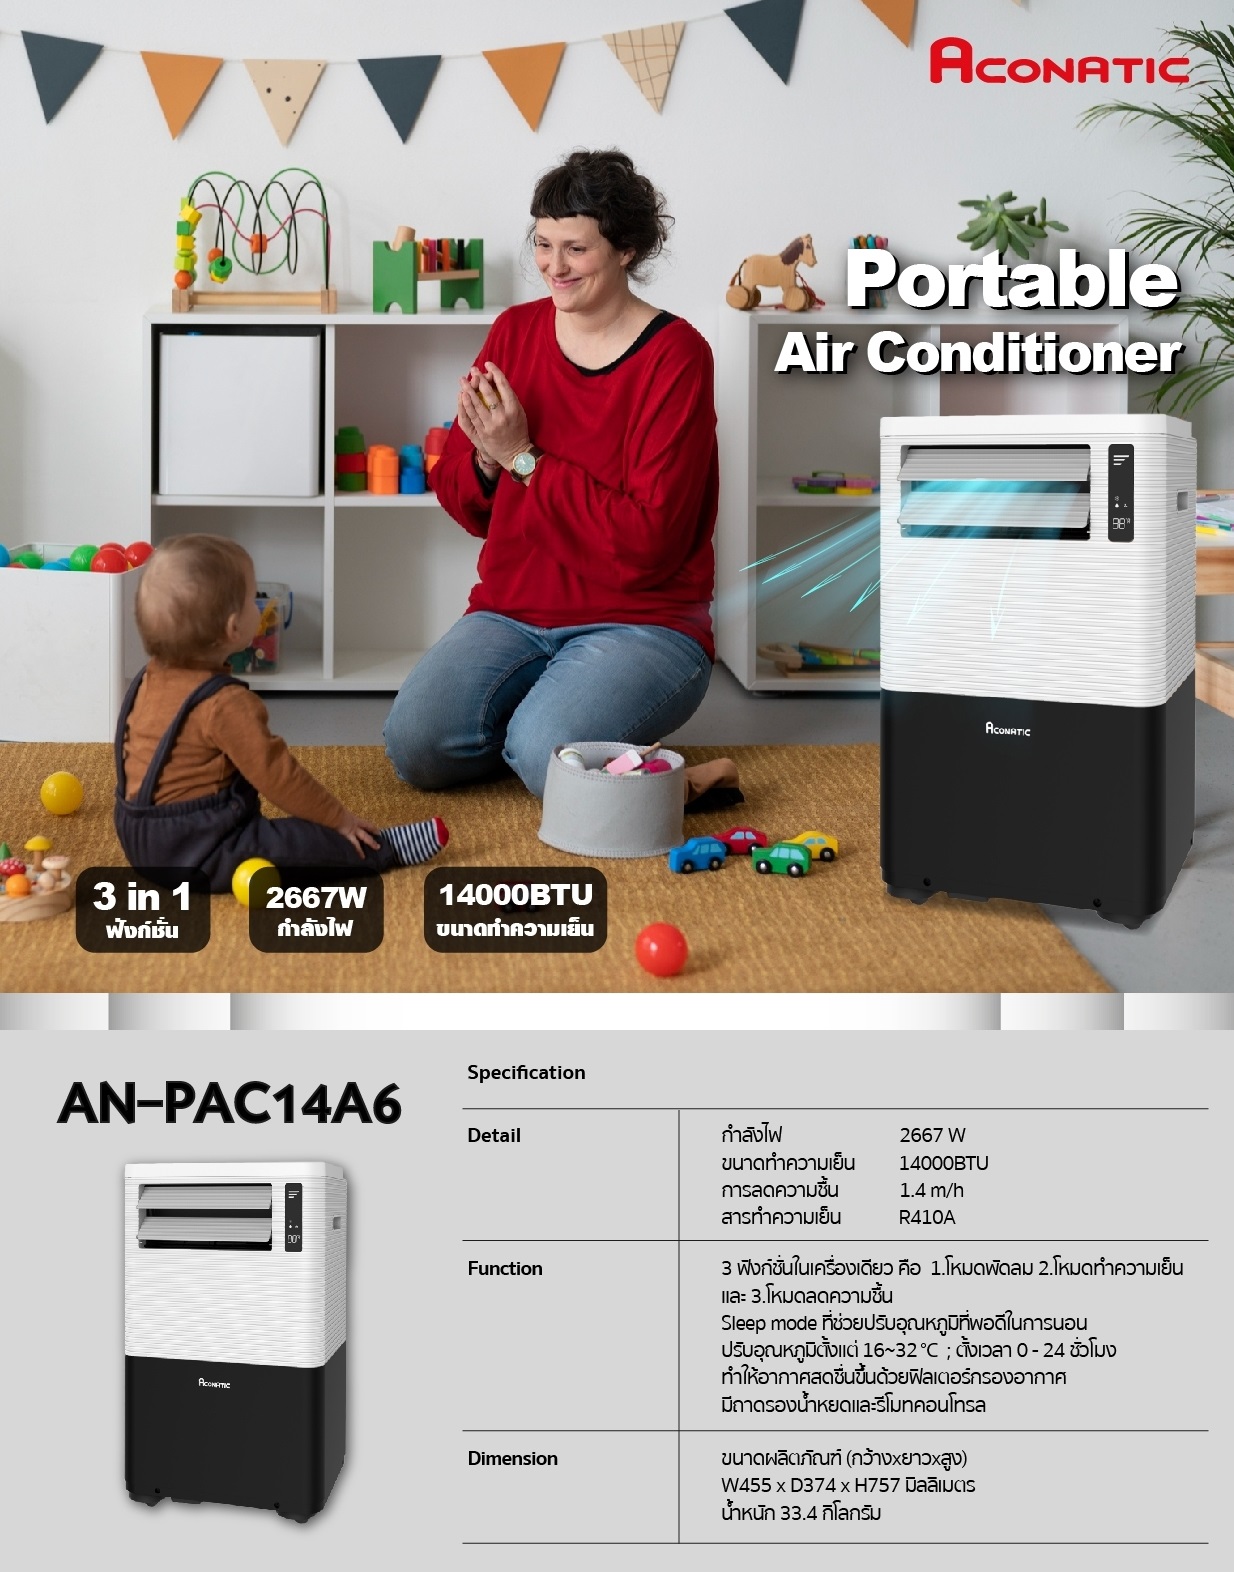 ACONATIC
Portable
Air Conditioner
ACONATIC
3 in 1
ฟังก์ชั่น
2667W
กำลังไฟ
14000BTU
ขนาดทำความเย็น
AN-PAC14A6
ACONATIC
Specification
Detail
กำลังไฟ 2667 W
ขนาดทำความเย็น 14000BTU
การลดความชื้น 1.4 m/h
สารทำความเย็น R410A
Function
3 ฟังก์ชั่นในเครื่องเดียว คือ 1.โหมดพัดลม 2.โหมดทำความเย็น
และ 3.โหมดลดความชื้น
Sleep mode ที่ช่วยปรับอุณหภูมิที่พอดีในการนอน
ปรับอุณหภูมิตั้งแต่ 16~32 °C ; ตั้งเวลา 0 - 24 ชั่วโมง
ทำให้อากาศสดชื่นขึ้นด้วยฟิลเตอร์กรองอากาศ
มีถาดรองน้ำหยดและรีโมทคอนโทรล
Dimension
ขนาดผลิตภัณฑ์ (กว้างxยาวxสูง)
W455 x D374 x H757 มิลลิเมตร
น้ำหนัก 33.4 กิโลกรัม